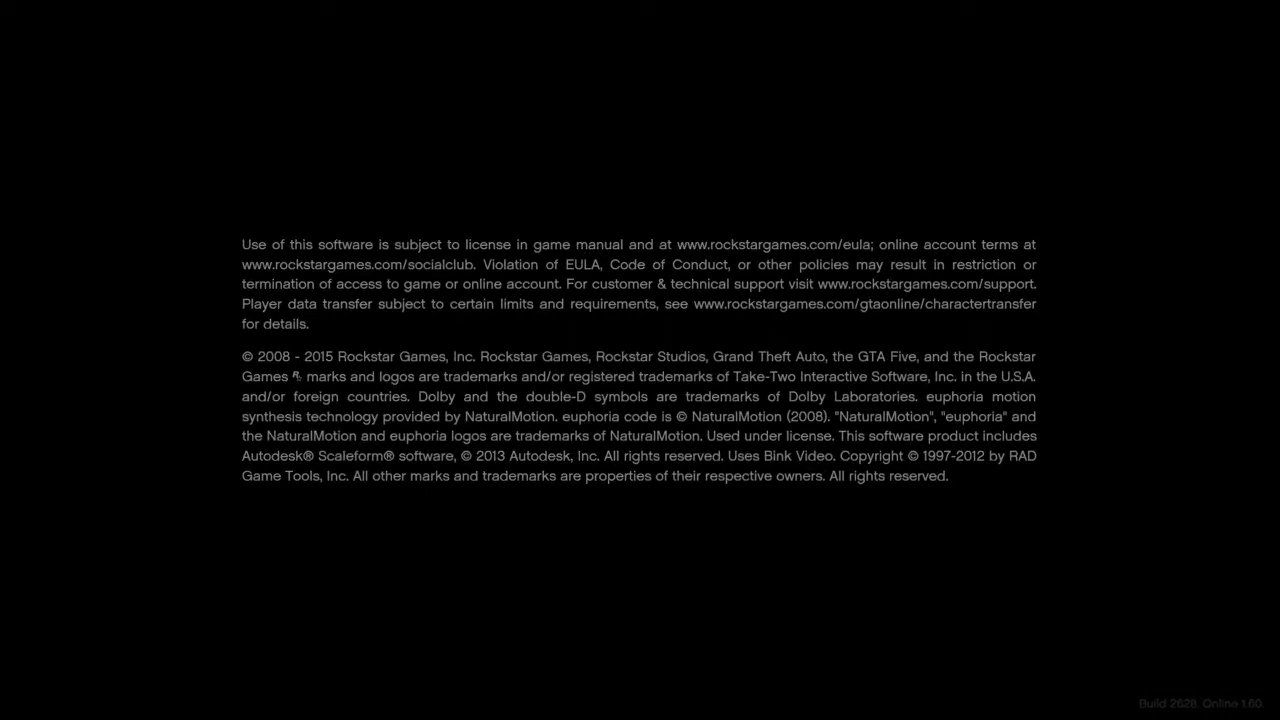 Use of this software is subject to license in game manual and at www.rockstargames.com/eula; online account terms at
www.rockstargames.com/socialclub. Violation of EULA, Code of Conduct, or other policies may result in restriction or
termination of access to game or online account. For customer & technical support visit www.rockstargames.com/support.
Player data transfer subject to certain limits and requirements, see www.rockstargames.com/gtaonline/charactertransfer
for details.
© 2008 - 2015 Rockstar Games, Inc. Rockstar Games, Rockstar Studios, Grand Theft Auto, the GTA Five, and the Rockstar
Games R* marks and logos are trademarks and/or registered trademarks of Take-Two Interactive Software, Inc. in the U.S.A.
and/or foreign countries. Dolby and the double-D symbols are trademarks of Dolby Laboratories. euphoria motion
synthesis technology provided by NaturalMotion. euphoria code is © NaturalMotion (2008). "NaturalMotion", "euphoria" and
the NaturalMotion and euphoria logos are trademarks of NaturalMotion. Used under license. This software product includes
Autodesk® Scaleform® software, © 2013 Autodesk, Inc. All rights reserved. Uses Bink Video. Copyright © 1997-2012 by RAD
Game Tools, Inc. All other marks and trademarks are properties of their respective owners. All rights reserved.
Build 2628. Online 1.60.